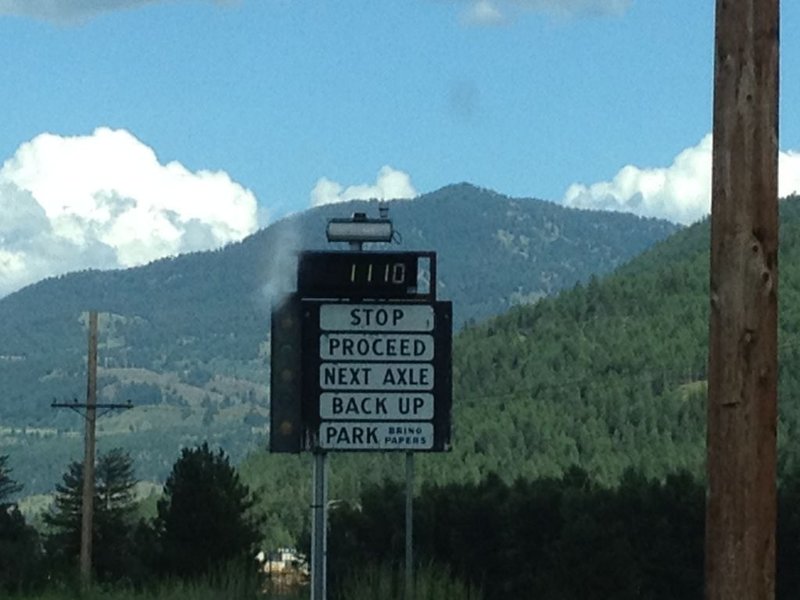 1110
STOP
PROCEED
NEXT AXLE
BACK UP
PARK BRING PAPERS